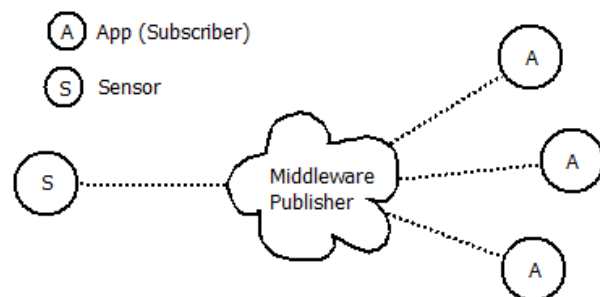 A App (Subscriber)
S Sensor
A
S
Middleware
Publisher
A
A